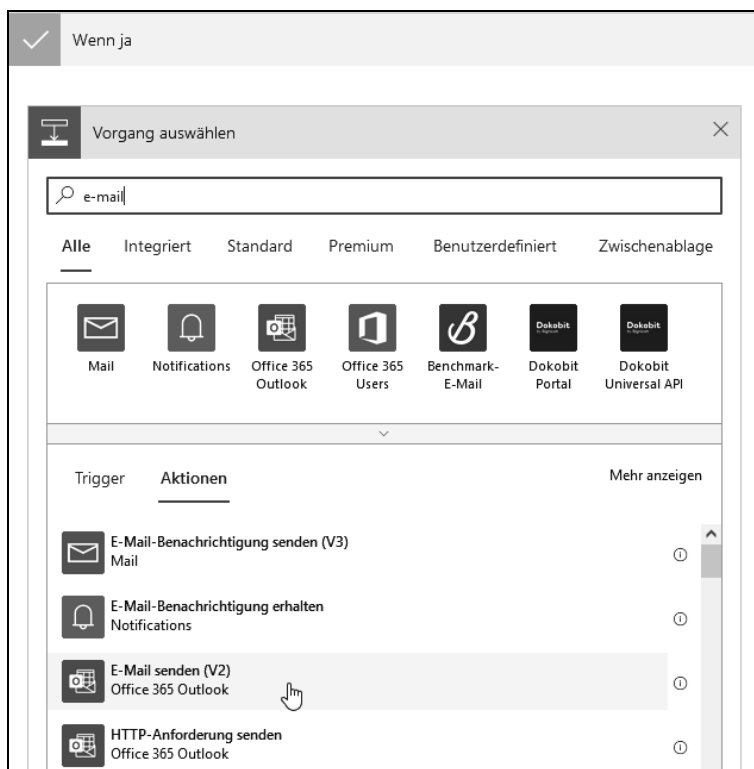 Wenn ja
Vorgang auswählen
e-mail
Alle Integriert Standard Premium Benutzerdefiniert Zwischenablage
Dokobit Dokobit
Mail Notifications Office 365 Office 365 Benchmark- Dokobit Dokobit
Outlook Users E-Mail Portal Universal API
Trigger Aktionen Mehr anzeigen
E-Mail-Benachrichtigung senden (V3)
Mail
E-Mail-Benachrichtigung erhalten
Notifications
E-Mail senden (V2)
Office 365 Outlook
HTTP-Anforderung senden
Office 365 Outlook